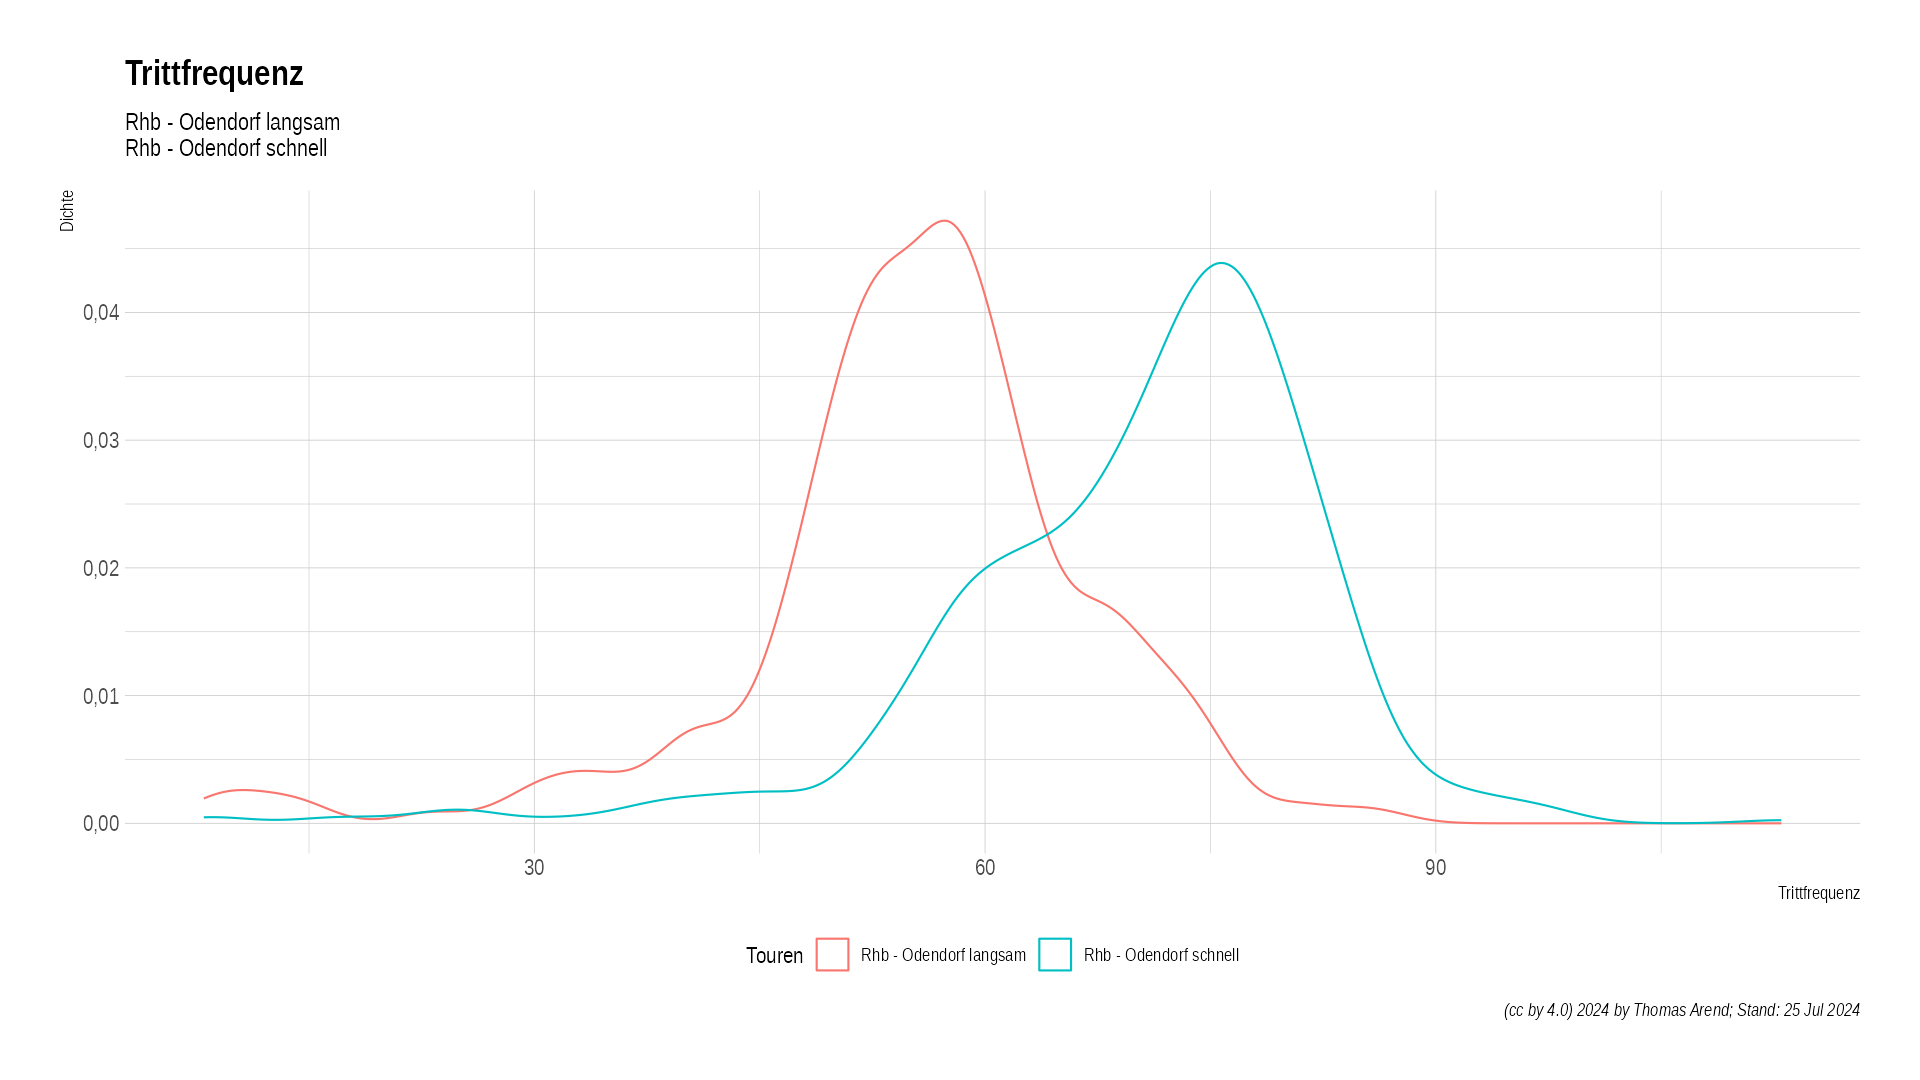 Trittfrequenz
Rhb - Odendorf langsam
Rhb - Odendorf schnell
Dichte
0,04
0,03
0,02
0,01
0,00
30 60 90
Trittfrequenz
Touren Rhb - Odendorf langsam Rhb - Odendorf schnell
(cc by 4.0) 2024 by Thomas Arend; Stand: 25 Jul 2024